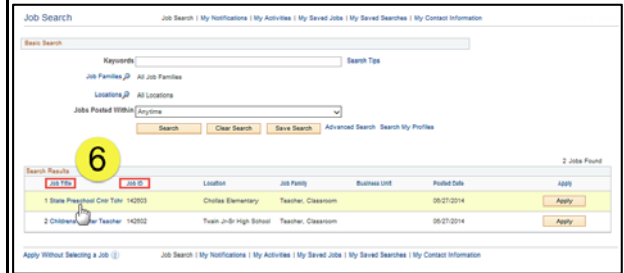 Job Search Job Search | My Notifications | My Activities | My Saved Jobs | My Saved Searches | My Contact Information
Basic Search
Keywords Search Tips
Job Families All Job Families
Locations All Locations
Jobs Posted Within Anytime
Search Clear Search Save Search Advanced Search Search My Profiles
2 Jobs Found
6
Search Results
Job Title Job ID Location Job Family Business Unit Posted Date Apply
1 State Preschool Cntr Tchr 142603 Chollas Elementary Teacher, Classroom 06/27/2014 Apply
2 Childrens Teacher 142602 Twain Jr-Sr High School Teacher, Classroom 06/27/2014 Apply
Apply Without Selecting a Job Job Search | My Notifications | My Activities | My Saved Jobs | My Saved Searches | My Contact Information